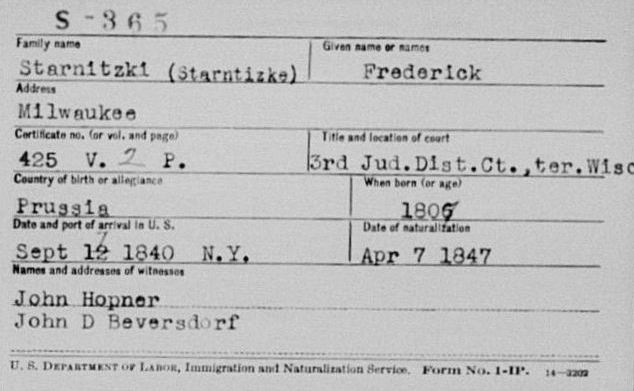 S-365
Family name Given name or names
Starnitzki (Starntizke) Frederick
Address
Milwaukee
Certificate no. (or vol. and page) Title and location of court
425 V. 2 P. 3rd Jud.Dist.Ct.,ter.Wisc
Country of birth or allegiance When born (or age)
Prussia
Date and port of arrival in U. S. Date of naturalization
Sept 1840 N.Y. Apr 7 1847
Names and addresses of witnesses
John Hopner
John D Beversdorf
U. S. DEPARTMENT OF LABOR, Immigration and Naturalization Service. Form No. 1-IP. 14—2202